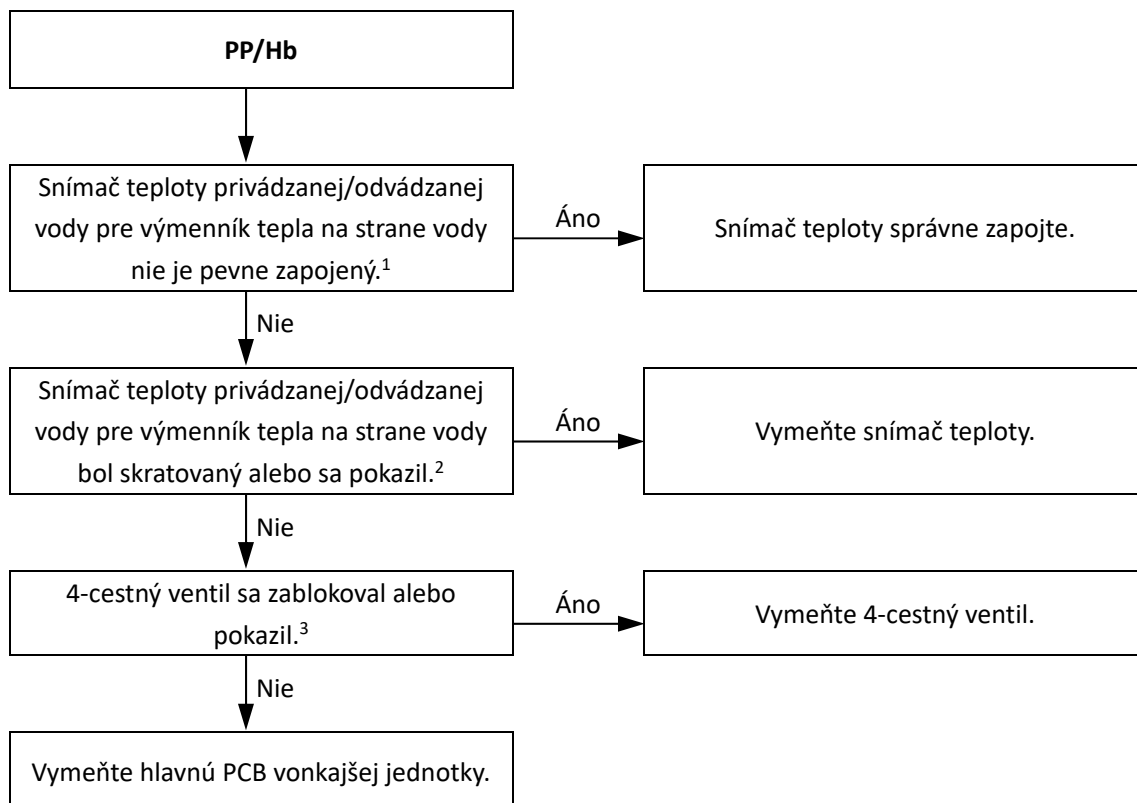 PP/Hb
Snímač teploty privádzanej/odvádzanej
vody pre výmenník tepla na strane vody
nie je pevne zapojený.¹
Áno
Snímač teploty správne zapojte.
Nie
Snímač teploty privádzanej/odvádzanej
vody pre výmenník tepla na strane vody
bol skratovaný alebo sa pokazil.²
Áno
Vymeňte snímač teploty.
Nie
4-cestný ventil sa zablokoval alebo
pokazil.³
Áno
Vymeňte 4-cestný ventil.
Nie
Vymeňte hlavnú PCB vonkajšej jednotky.